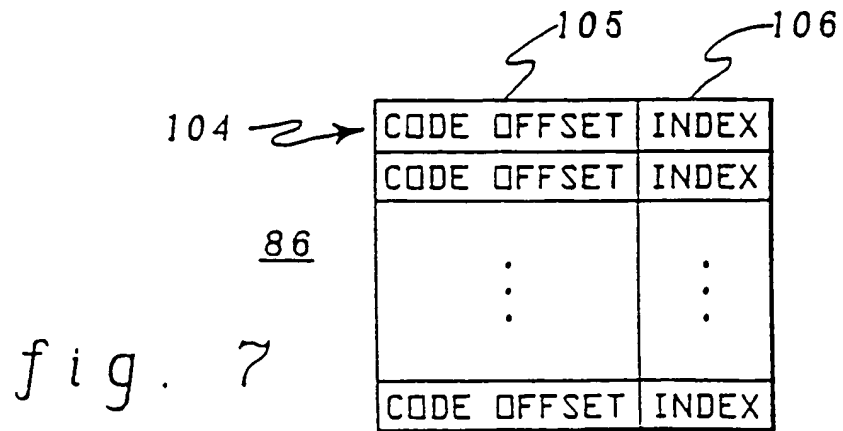 105 106
104 CODE OFFSET INDEX
CODE OFFSET INDEX
86
fig. 7
CODE OFFSET INDEX